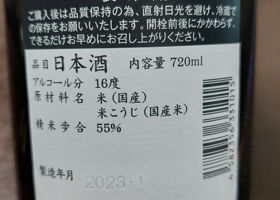 ご購入後は品質保持の為、直射日光を避け、冷蔵で
の保存をお願いいたします。開栓前後にかかわらず、
できるだけお早めにお召し上がりください。
品目 日本酒 内容量 720ml
アルコール分 16度
原材料名 米(国産)
米こうじ(国産米)
精米歩合 55%
製造年月 2023.1